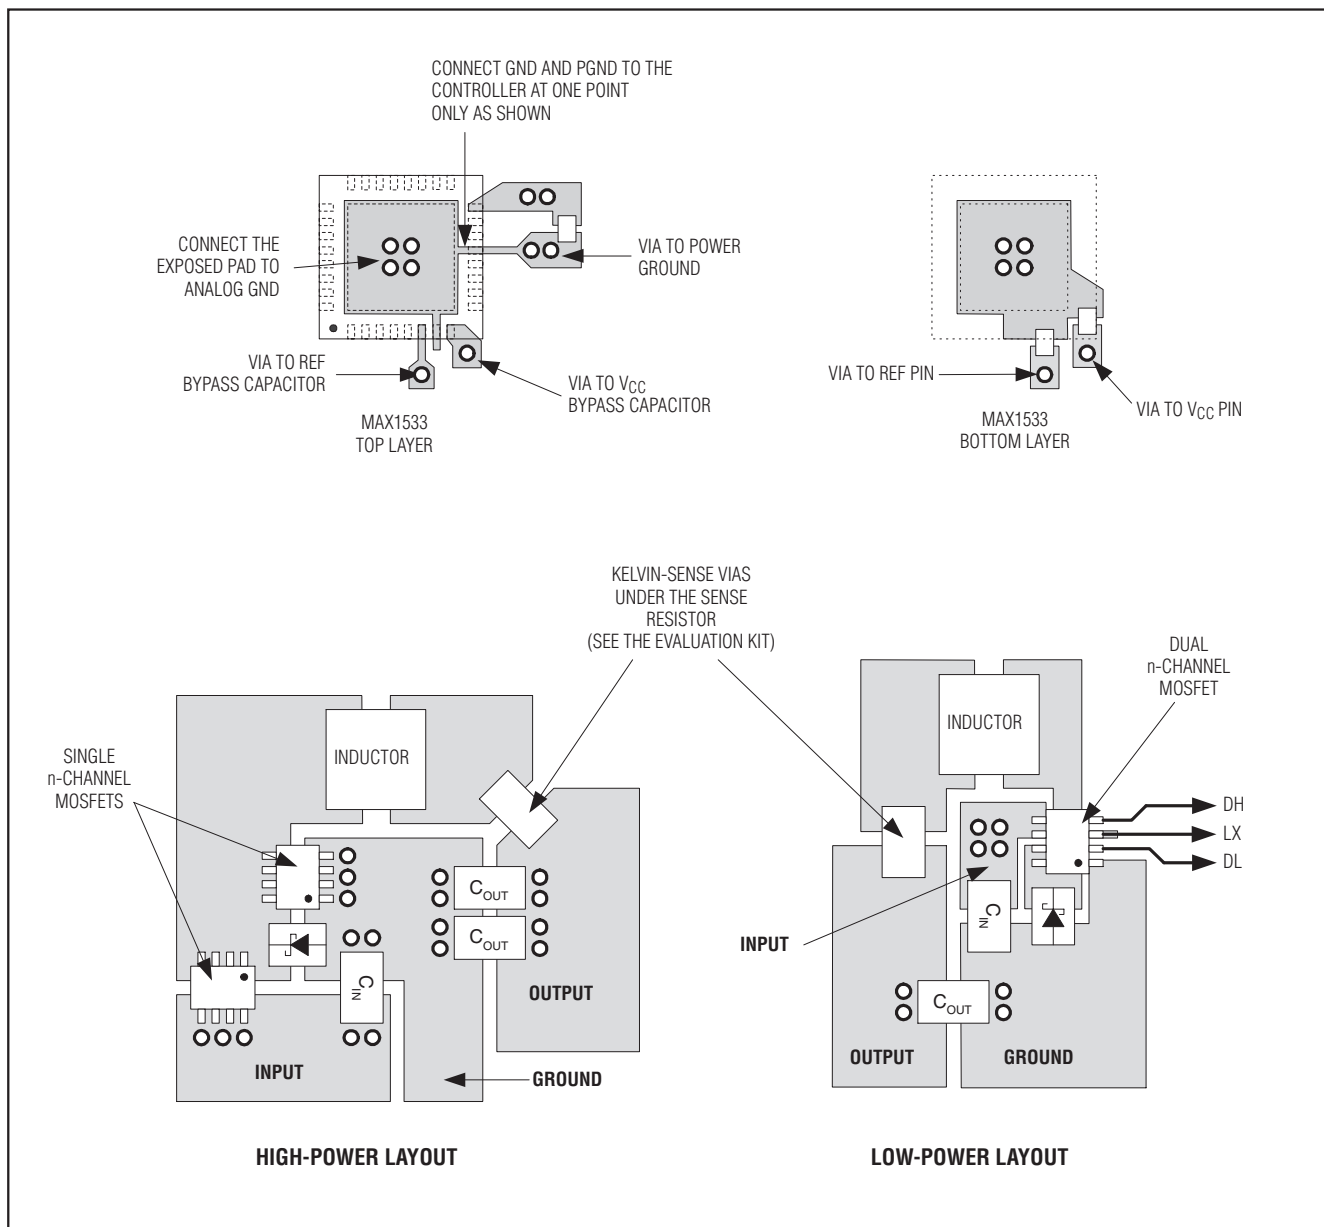 CONNECT GND AND PGND TO THE
CONTROLLER AT ONE POINT
ONLY AS SHOWN
CONNECT THE
EXPOSED PAD TO
ANALOG GND
VIA TO POWER
GROUND
VIA TO REF
BYPASS CAPACITOR
VIA TO VCC
BYPASS CAPACITOR
MAX1533
TOP LAYER
VIA TO REF PIN
VIA TO VCC PIN
MAX1533
BOTTOM LAYER
KELVIN-SENSE VIAS
UNDER THE SENSE
RESISTOR
(SEE THE EVALUATION KIT)
SINGLE
n-CHANNEL
MOSFETS
INDUCTOR
COUT
COUT
CIN
OUTPUT
INPUT
GROUND
HIGH-POWER LAYOUT
DUAL
n-CHANNEL
MOSFET
INDUCTOR
DH
LX
DL
CIN
INPUT
COUT
OUTPUT
GROUND
LOW-POWER LAYOUT